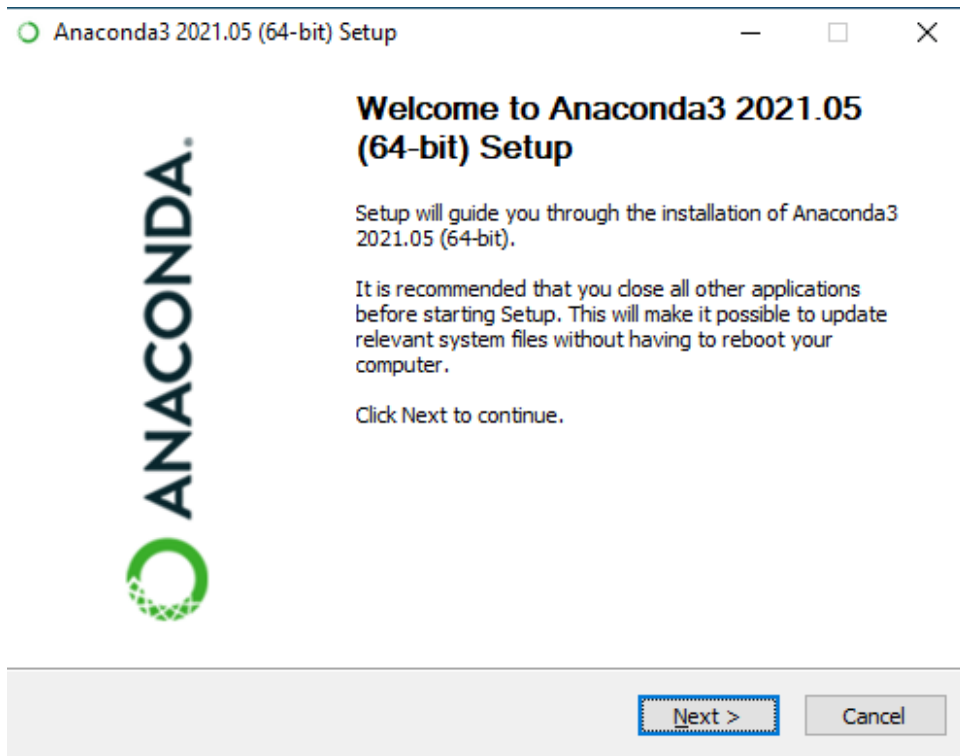 Anaconda3 2021.05 (64-bit) Setup
Welcome to Anaconda3 2021.05
(64-bit) Setup
Setup will guide you through the installation of Anaconda3
2021.05 (64-bit).
It is recommended that you close all other applications
before starting Setup. This will make it possible to update
relevant system files without having to reboot your
computer.
Click Next to continue.
ANACONDA.
Next >
Cancel